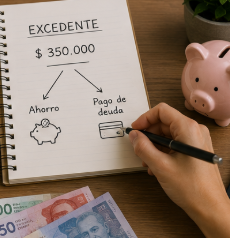 EXCEDENTE
$ 350.000
Ahorro
Pago de
deuda